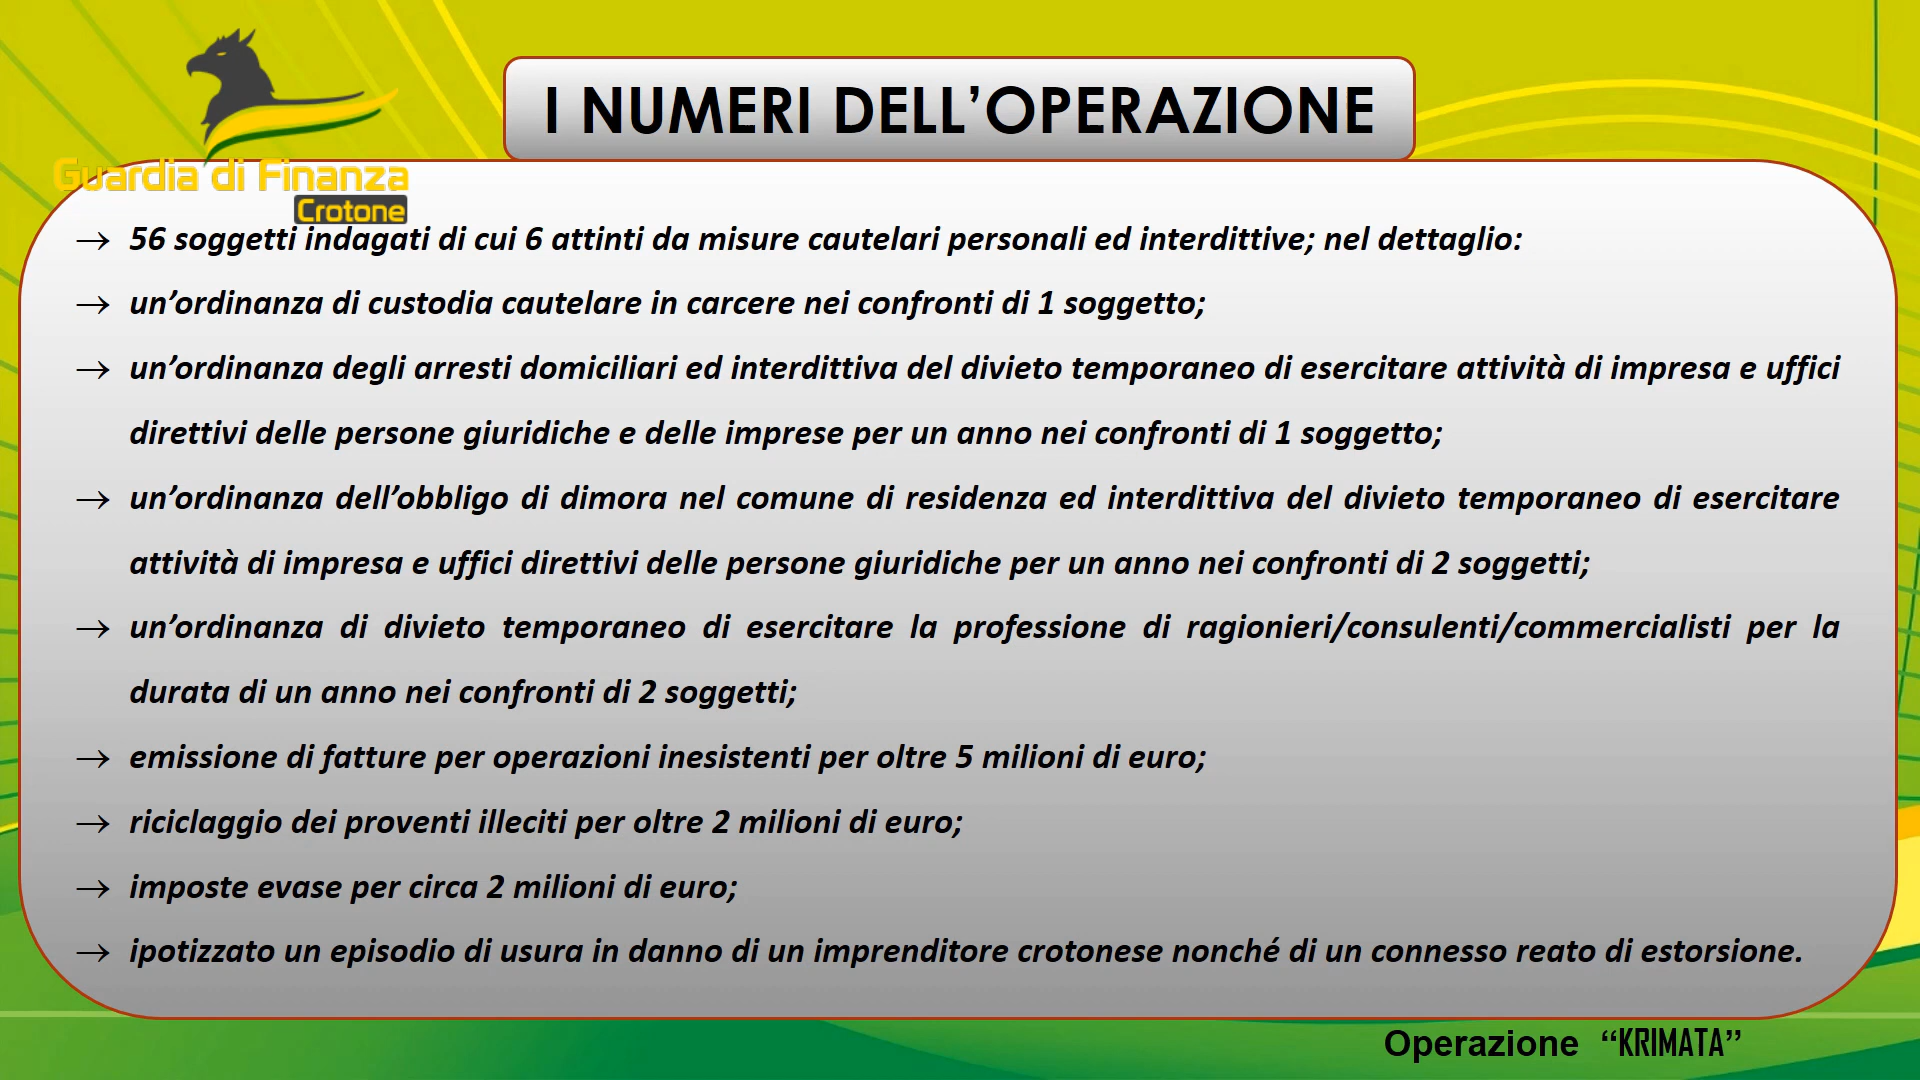 I NUMERI DELL’OPERAZIONE
Guardia di Finanza
Crotone
→ 56 soggetti indagati di cui 6 attinti da misure cautelari personali ed interdittive; nel dettaglio:
→ un’ordinanza di custodia cautelare in carcere nei confronti di 1 soggetto;
→ un’ordinanza degli arresti domiciliari ed interdittiva del divieto temporaneo di esercitare attività di impresa e uffici
direttivi delle persone giuridiche e delle imprese per un anno nei confronti di 1 soggetto;
→ un’ordinanza dell’obbligo di dimora nel comune di residenza ed interdittiva del divieto temporaneo di esercitare
attività di impresa e uffici direttivi delle persone giuridiche per un anno nei confronti di 2 soggetti;
→ un’ordinanza di divieto temporaneo di esercitare la professione di ragionieri/consulenti/commercialisti per la
durata di un anno nei confronti di 2 soggetti;
→ emissione di fatture per operazioni inesistenti per oltre 5 milioni di euro;
→ riciclaggio dei proventi illeciti per oltre 2 milioni di euro;
→ imposte evase per circa 2 milioni di euro;
→ ipotizzato un episodio di usura in danno di un imprenditore crotonese nonché di un connesso reato di estorsione.
Operazione “KRIMATA”